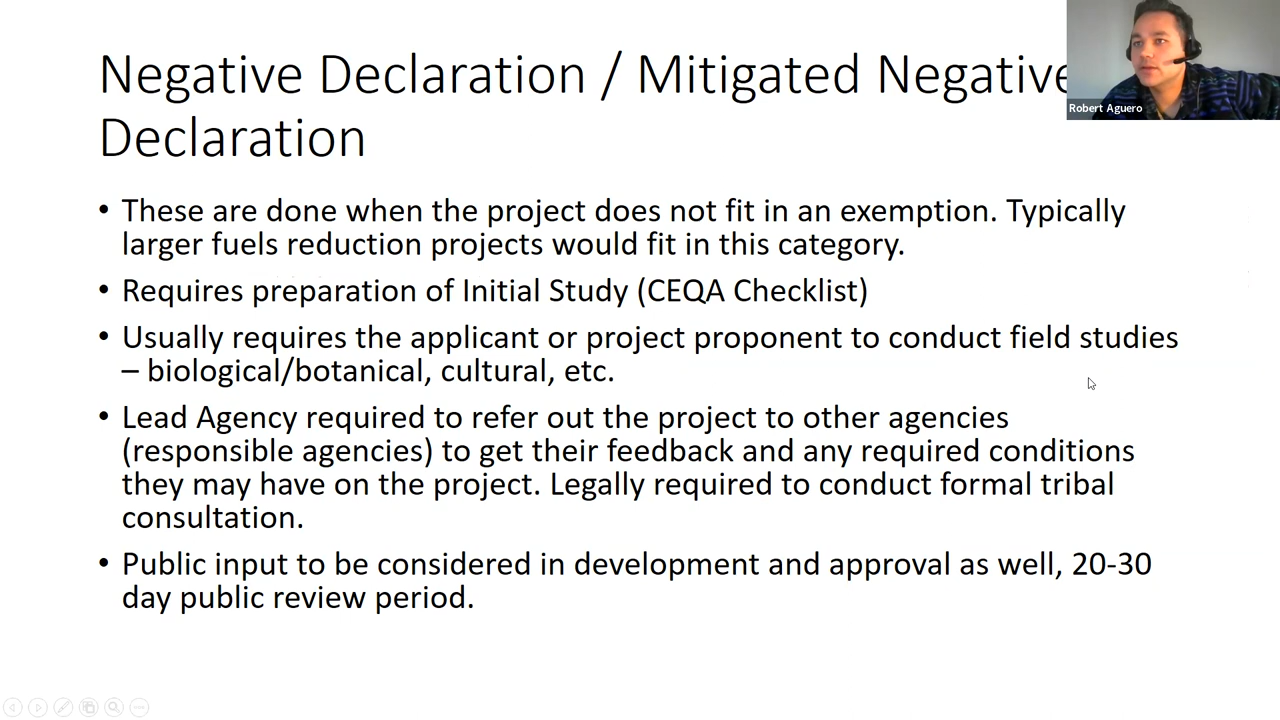 Negative Declaration / Mitigated Negative
Declaration
Robert Aguero
• These are done when the project does not fit in an exemption. Typically
larger fuels reduction projects would fit in this category.
• Requires preparation of Initial Study (CEQA Checklist)
• Usually requires the applicant or project proponent to conduct field studies
– biological/botanical, cultural, etc.
• Lead Agency required to refer out the project to other agencies
(responsible agencies) to get their feedback and any required conditions
they may have on the project. Legally required to conduct formal tribal
consultation.
• Public input to be considered in development and approval as well, 20-30
day public review period.